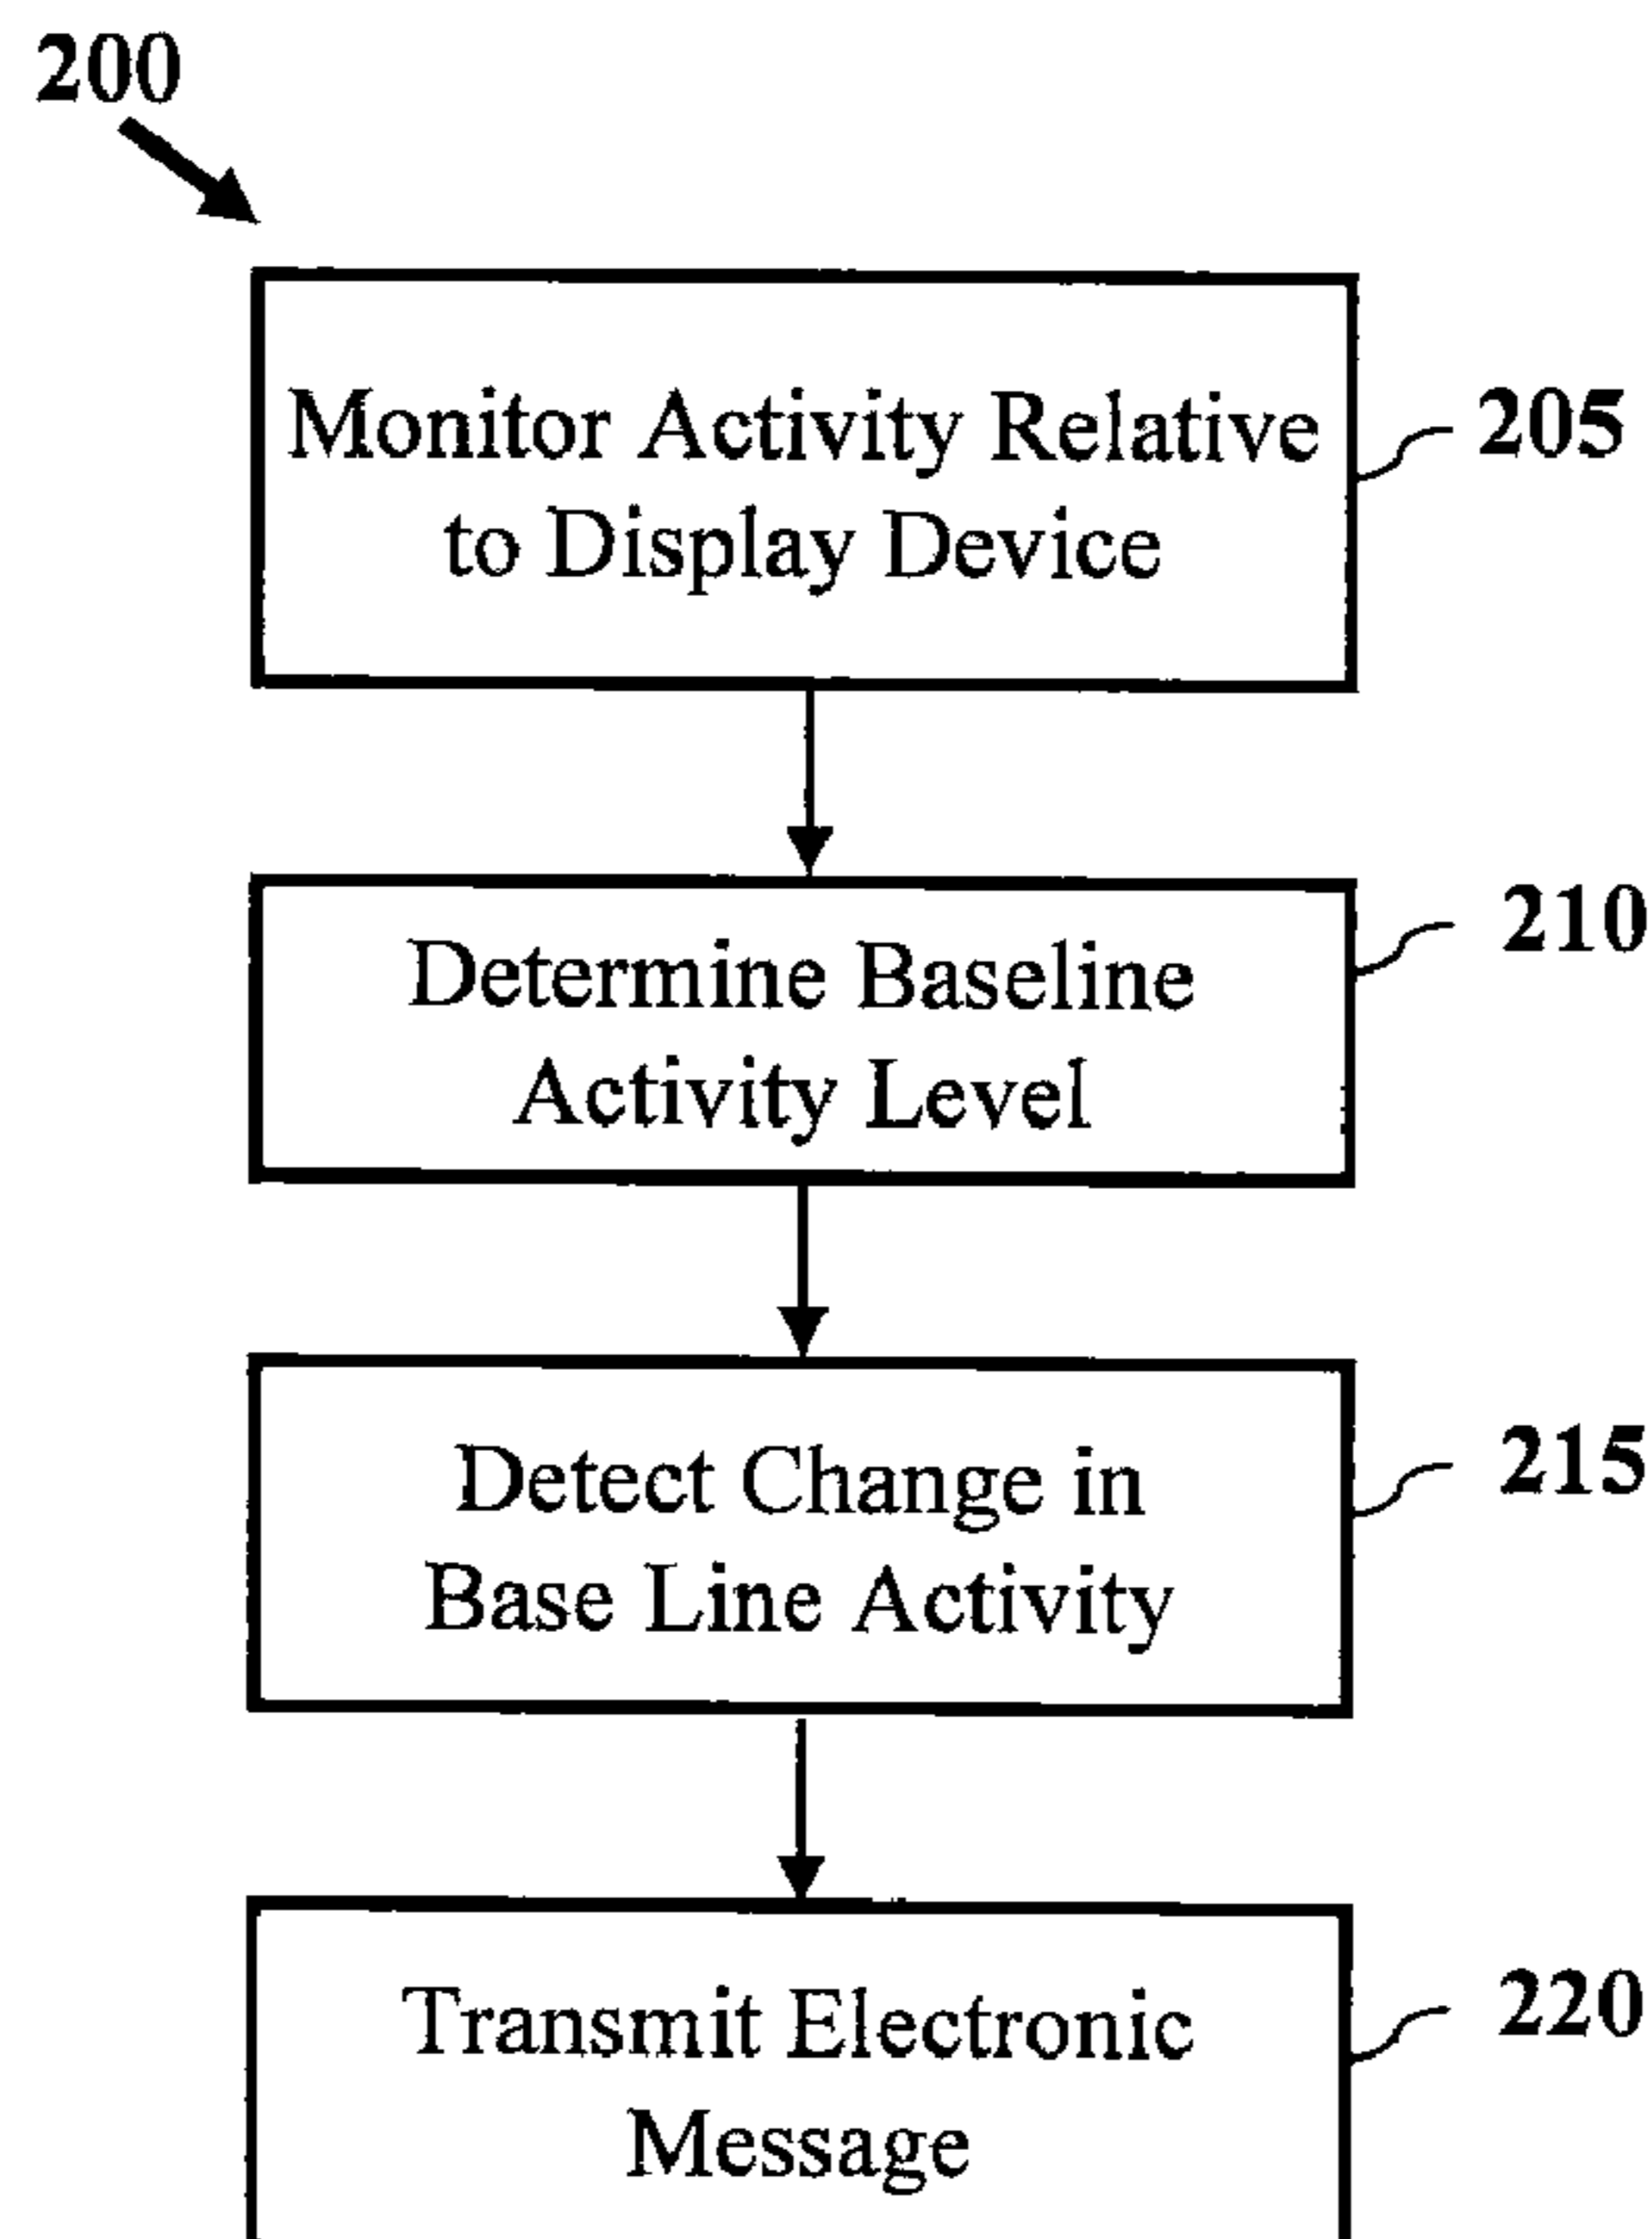 200
Monitor Activity Relative
to Display Device
205
Determine Baseline
Activity Level
210
Detect Change in
Base Line Activity
215
Transmit Electronic
Message
220